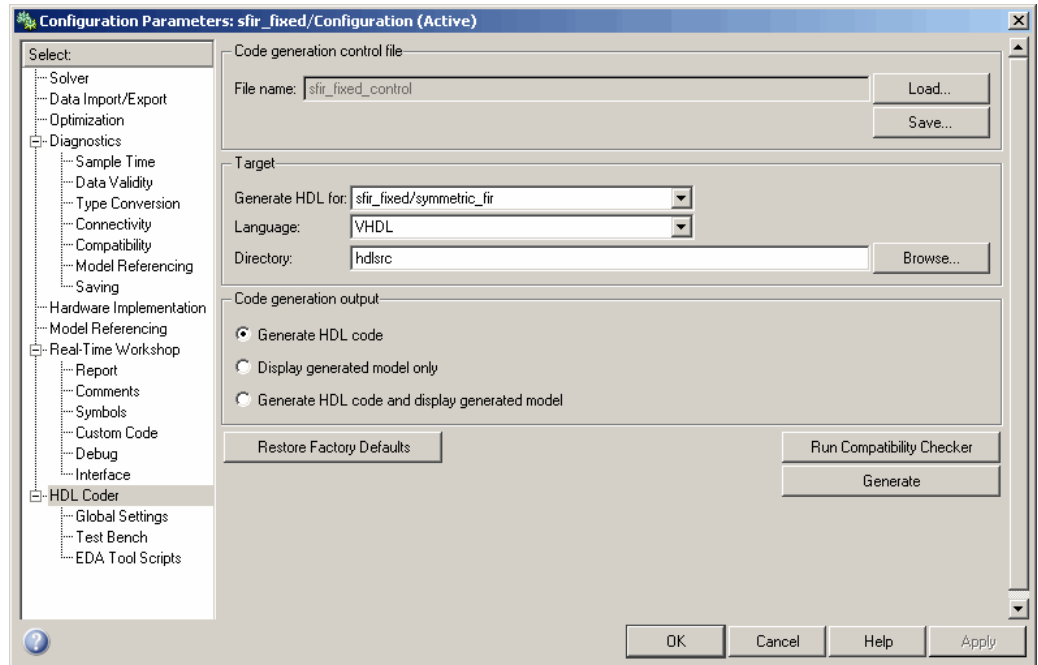 Configuration Parameters: sfir_fixed/Configuration (Active)
Select:
Solver
Data Import/Export
Optimization
Diagnostics
Sample Time
Data Validity
Type Conversion
Connectivity
Compatibility
Model Referencing
Saving
Hardware Implementation
Model Referencing
Real-Time Workshop
Report
Comments
Symbols
Custom Code
Debug
Interface
HDL Coder
Global Settings
Test Bench
EDA Tool Scripts
Code generation control file
File name: sfir_fixed_control
Load...
Save...
Target
Generate HDL for: sfir_fixed/symmetric_fir
Language: VHDL
Directory: hdlsrc
Browse...
Code generation output
Generate HDL code
Display generated model only
Generate HDL code and display generated model
Restore Factory Defaults
Run Compatibility Checker
Generate
OK
Cancel
Help
Apply